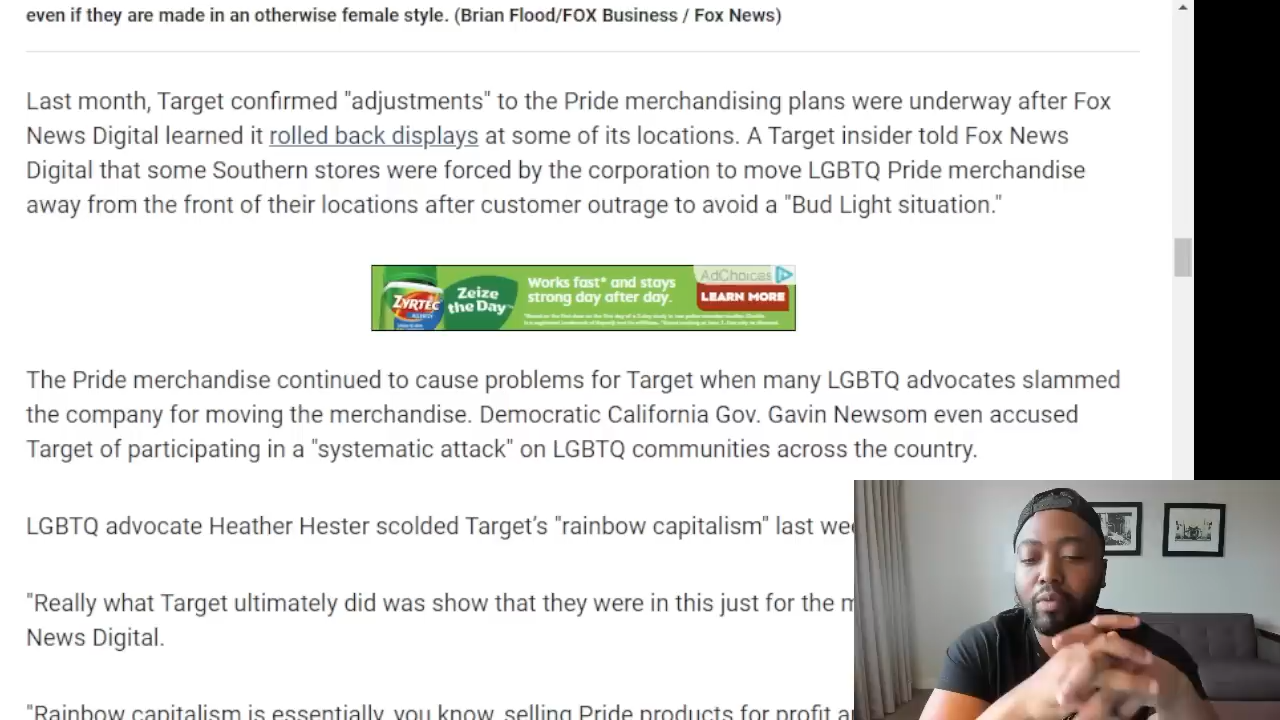 even if they are made in an otherwise female style. (Brian Flood/FOX Business / Fox News)
Last month, Target confirmed "adjustments" to the Pride merchandising plans were underway after Fox
News Digital learned it rolled back displays at some of its locations. A Target insider told Fox News
Digital that some Southern stores were forced by the corporation to move LGBTQ Pride merchandise
away from the front of their locations after customer outrage to avoid a "Bud Light situation."
AdChoices
ZYRTEC
Zeize
the Day
Works fast* and stays
strong day after day.
LEARN MORE
The Pride merchandise continued to cause problems for Target when many LGBTQ advocates slammed
the company for moving the merchandise. Democratic California Gov. Gavin Newsom even accused
Target of participating in a "systematic attack" on LGBTQ communities across the country.
LGBTQ advocate Heather Hester scolded Target's "rainbow capitalism" last
"Really what Target ultimately did was show that they were in this just for the
News Digital.
"Rainbow capitalism is essentially, you know, selling Pride products for profit